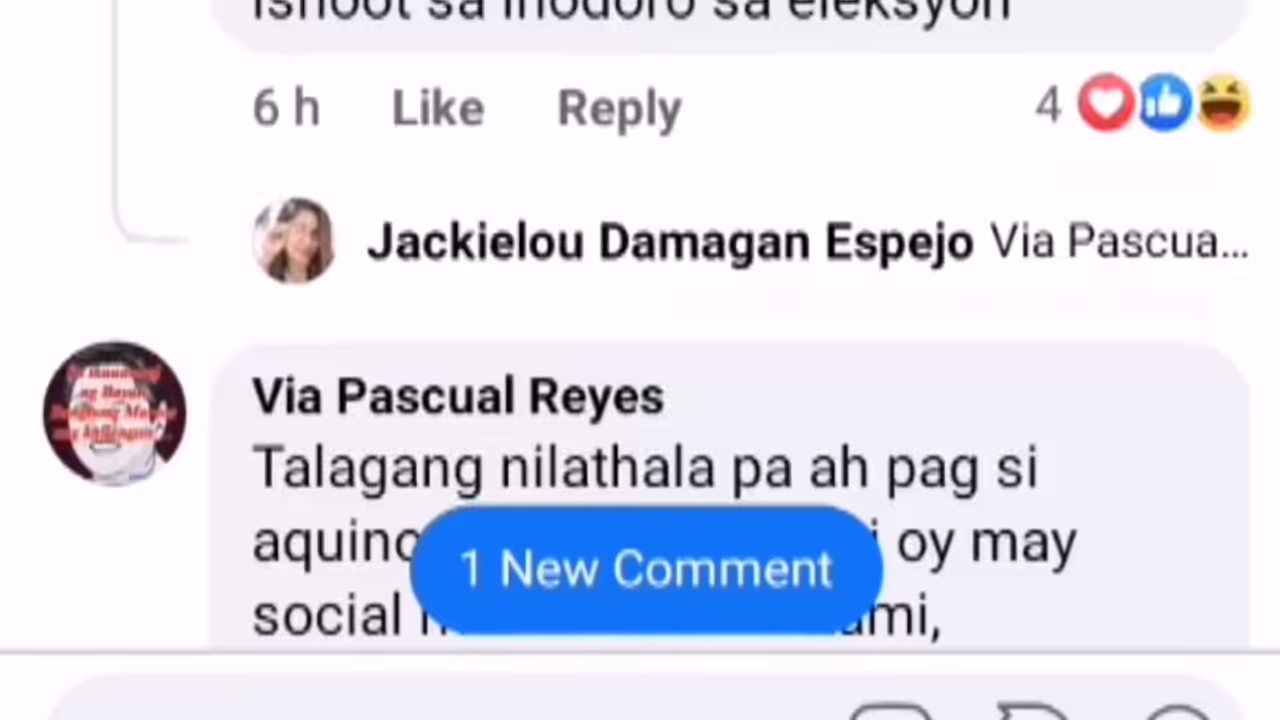 ishoot sa inodoro sa eleksyon
6 h Like Reply 4
Jackielou Damagan Espejo Via Pascua...
Via Pascual Reyes
Talagang nilathala pa ah pag si
aquino oy may
1 New Comment
social